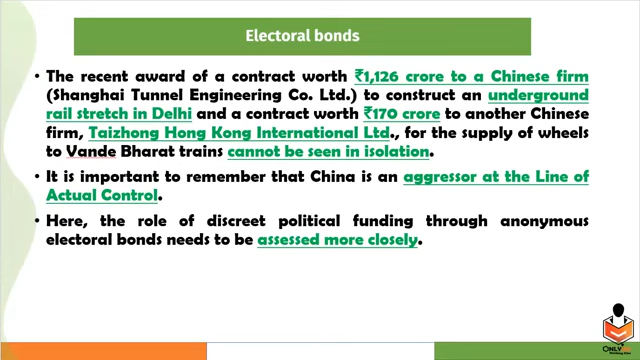 Electoral bonds
• The recent award of a contract worth ₹1,126 crore to a Chinese firm
(Shanghai Tunnel Engineering Co. Ltd.) to construct an underground
rail stretch in Delhi and a contract worth ₹170 crore to another Chinese
firm, Taizhong Hong Kong International Ltd., for the supply of wheels
to Vande Bharat trains cannot be seen in isolation.
• It is important to remember that China is an aggressor at the Line of
Actual Control.
• Here, the role of discreet political funding through anonymous
electoral bonds needs to be assessed more closely.
ONLY